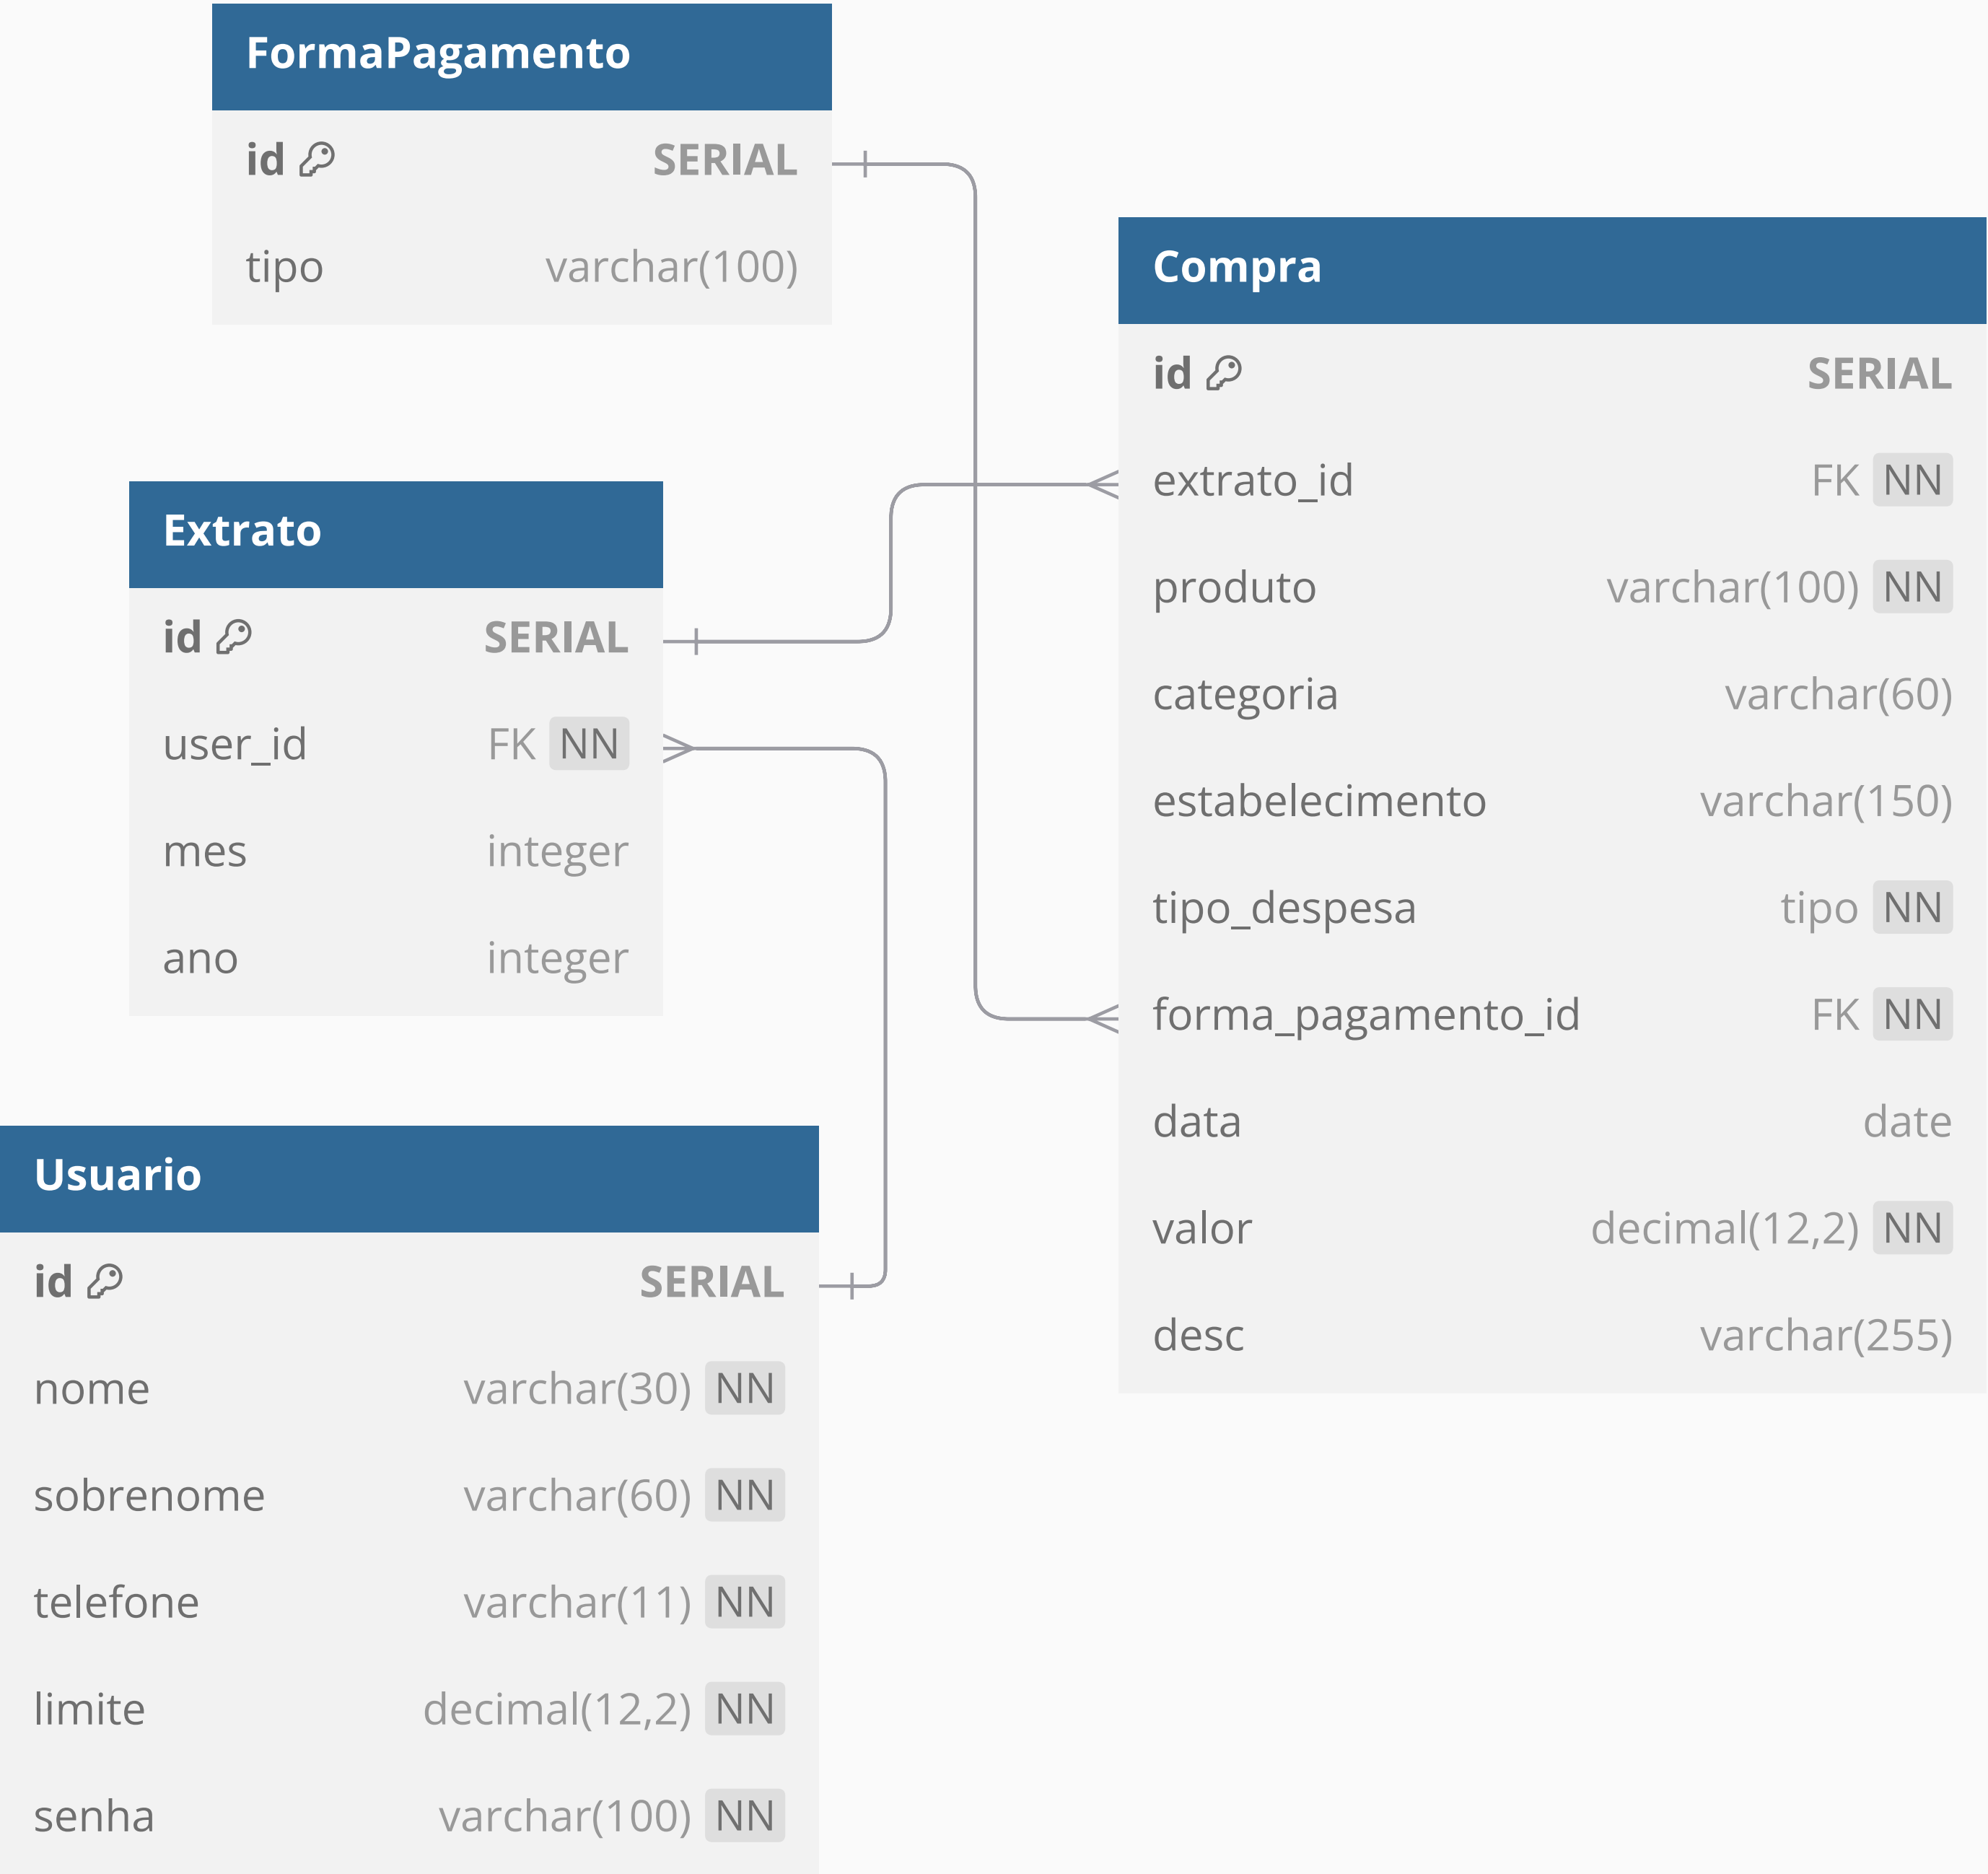 FormaPagamento
id SERIAL
tipo varchar(100)
Compra
id SERIAL
extrato_id FK NN
produto varchar(100) NN
categoria varchar(60)
estabelecimento varchar(150)
tipo_despesa tipo NN
forma_pagamento_id FK NN
data date
valor decimal(12,2) NN
desc varchar(255)
Extrato
id SERIAL
user_id FK NN
mes integer
ano integer
Usuario
id SERIAL
nome varchar(30) NN
sobrenome varchar(60) NN
telefone varchar(11) NN
limite decimal(12,2) NN
senha varchar(100) NN